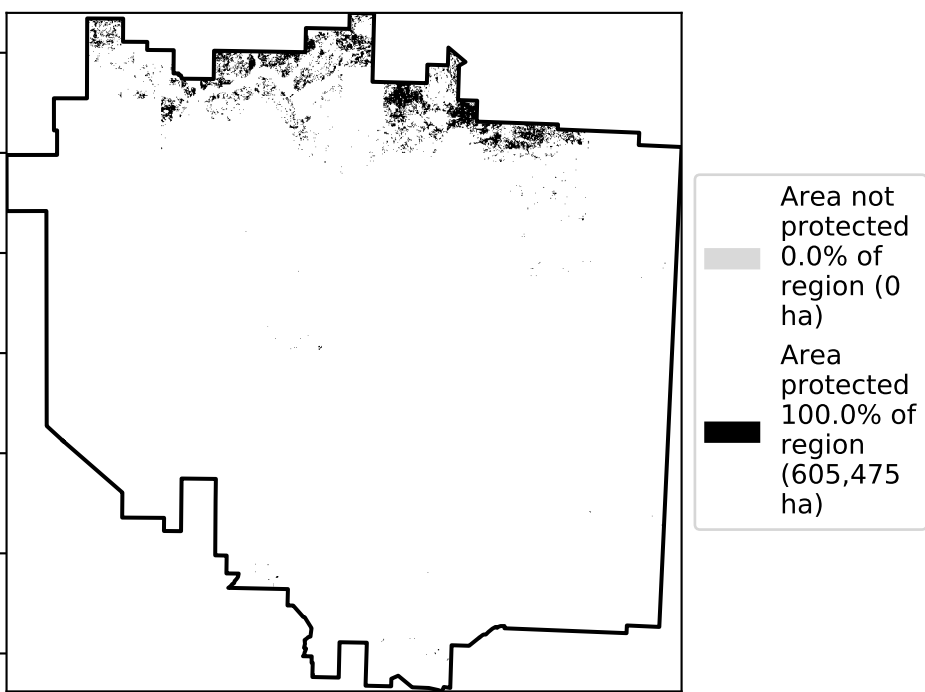 Area not
protected
0.0% of
region (0
ha)
Area
protected
100.0% of
region
(605,475
ha)